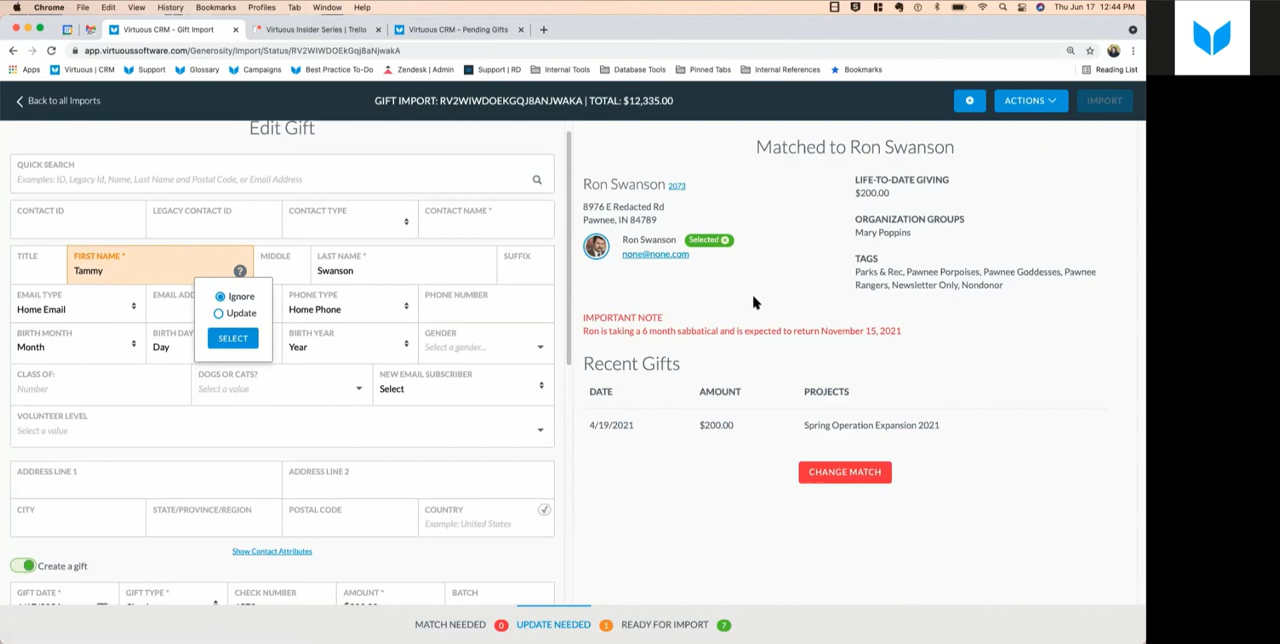 Chrome File Edit View History Bookmarks Profiles Tab Window Help Thu Jun 17 12:44 PM
Virtuous CRM - Gift Import × Virtuous Insider Series | Trello × Virtuous CRM - Pending Gifts × +
app.virtuoussoftware.com/Generosity/Import/Status/RV2WIWDOEkGqJ8aNJwakA
Apps Virtuous | CRM Support Glossary Campaigns Best Practice To-Do Zendesk | Admin Support | RD Internal Tools Database Tools Pinned Tabs Internal References Bookmarks Reading List
Back to all Imports GIFT IMPORT: RV2WIWDOEKGQJ8ANJWAKA | TOTAL: $12,335.00 ACTIONS IMPORT
Edit Gift
QUICK SEARCH
Examples: ID, Legacy Id, Name, Last Name and Postal Code, or Email Address
CONTACT ID LEGACY CONTACT ID CONTACT TYPE CONTACT NAME *
TITLE FIRST NAME * MIDDLE LAST NAME * SUFFIX
Tammy ? Swanson
EMAIL TYPE EMAIL ADD PHONE TYPE PHONE NUMBER
Home Email Home Phone
Ignore
Update
SELECT
BIRTH MONTH BIRTH DAY BIRTH YEAR GENDER
Month Day Year Select a gender...
CLASS OF: DOGS OR CATS? NEW EMAIL SUBSCRIBER
Number Select a value Select
VOLUNTEER LEVEL
Select a value
ADDRESS LINE 1 ADDRESS LINE 2
CITY STATE/PROVINCE/REGION POSTAL CODE COUNTRY
Example: United States
Show Contact Attributes
Create a gift
GIFT DATE * GIFT TYPE * CHECK NUMBER AMOUNT * BATCH
Matched to Ron Swanson
Ron Swanson 2073
8976 E Redacted Rd
Pawnee, IN 84789
Ron Swanson Selected
none@none.com
LIFE-TO-DATE GIVING
$200.00
ORGANIZATION GROUPS
Mary Poppins
TAGS
Parks & Rec, Pawnee Porpoises, Pawnee Goddesses, Pawnee
Rangers, Newsletter Only, Nondonor
IMPORTANT NOTE
Ron is taking a 6 month sabbatical and is expected to return November 15, 2021
Recent Gifts
DATE AMOUNT PROJECTS
4/19/2021 $200.00 Spring Operation Expansion 2021
CHANGE MATCH
MATCH NEEDED 0 UPDATE NEEDED 1 READY FOR IMPORT 7